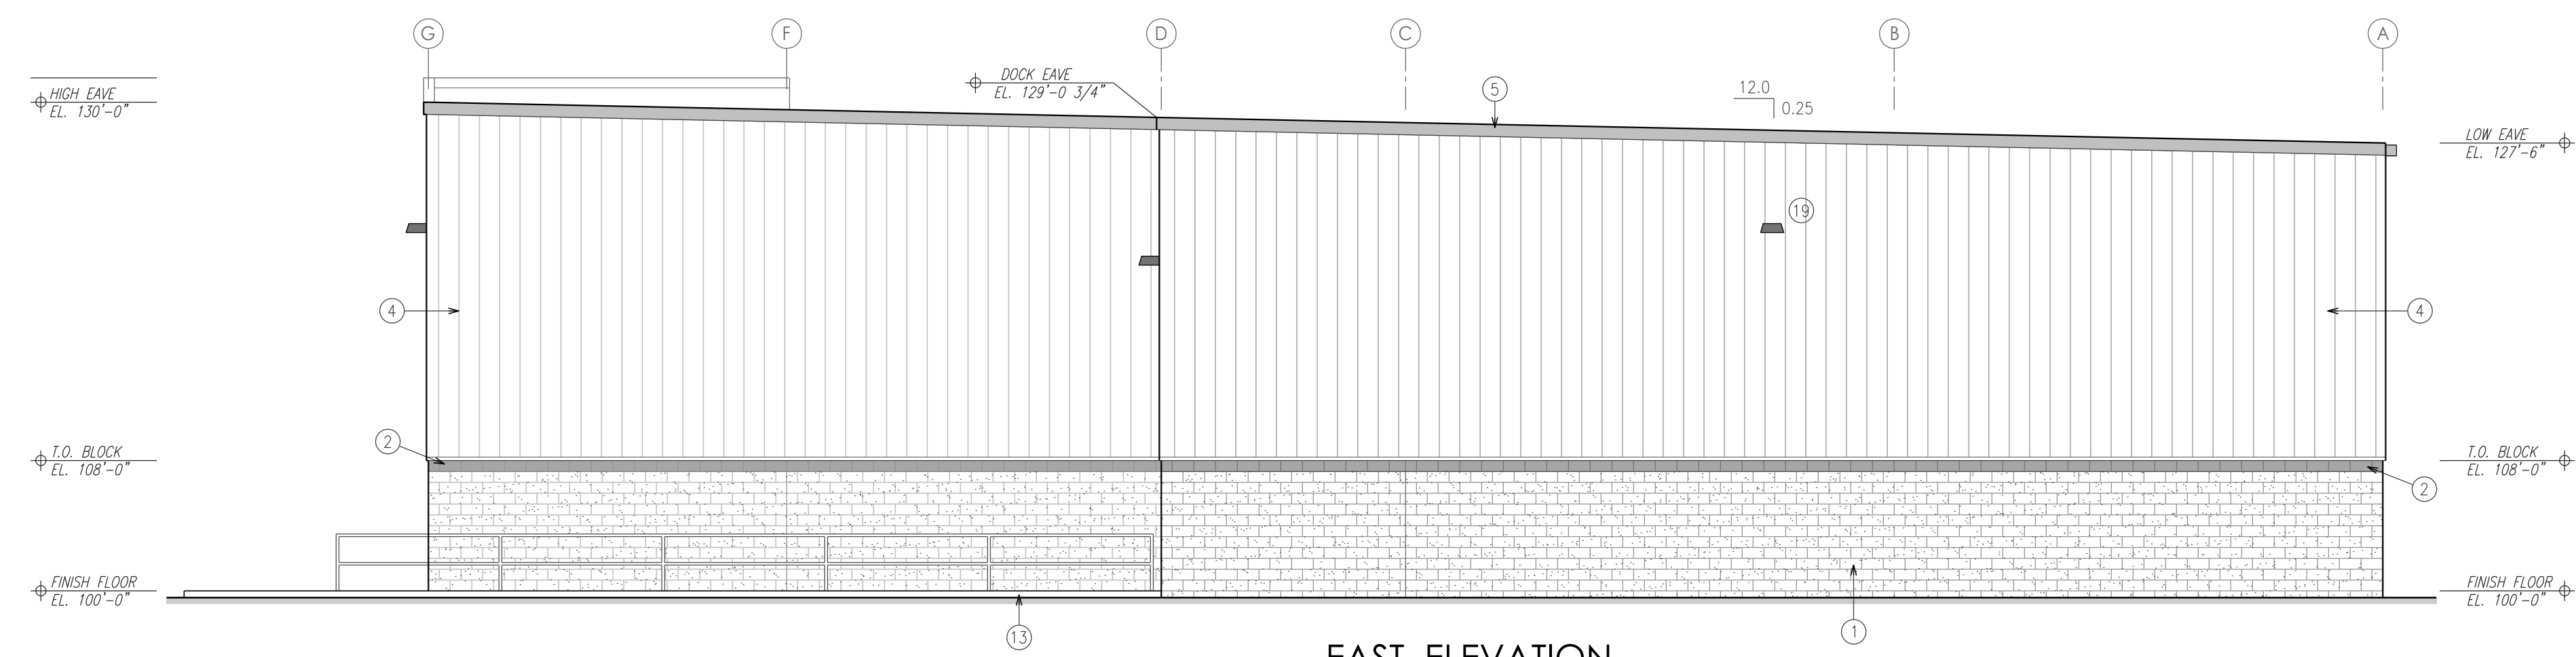 G F D C B A
DOCK EAVE
EL. 129'-0 3/4"
HIGH EAVE
EL. 130'-0"
5
12.0
0.25
LOW EAVE
EL. 127'-6"
19
4
4
2
T.O. BLOCK
EL. 108'-0"
T.O. BLOCK
EL. 108'-0"
2
FINISH FLOOR
EL. 100'-0"
FINISH FLOOR
EL. 100'-0"
13
1
EAST ELEVATION